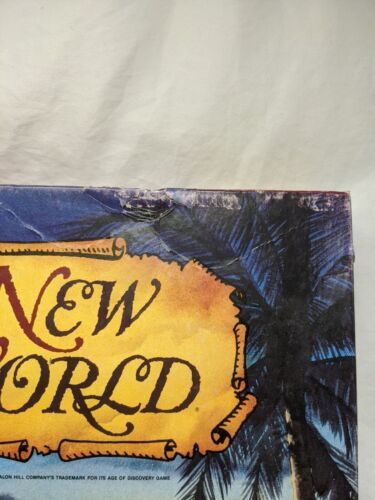 NEW
ORLD
ALON HILL COMPANY'S TRADEMARK FOR ITS AGE OF DISCOVERY GAME